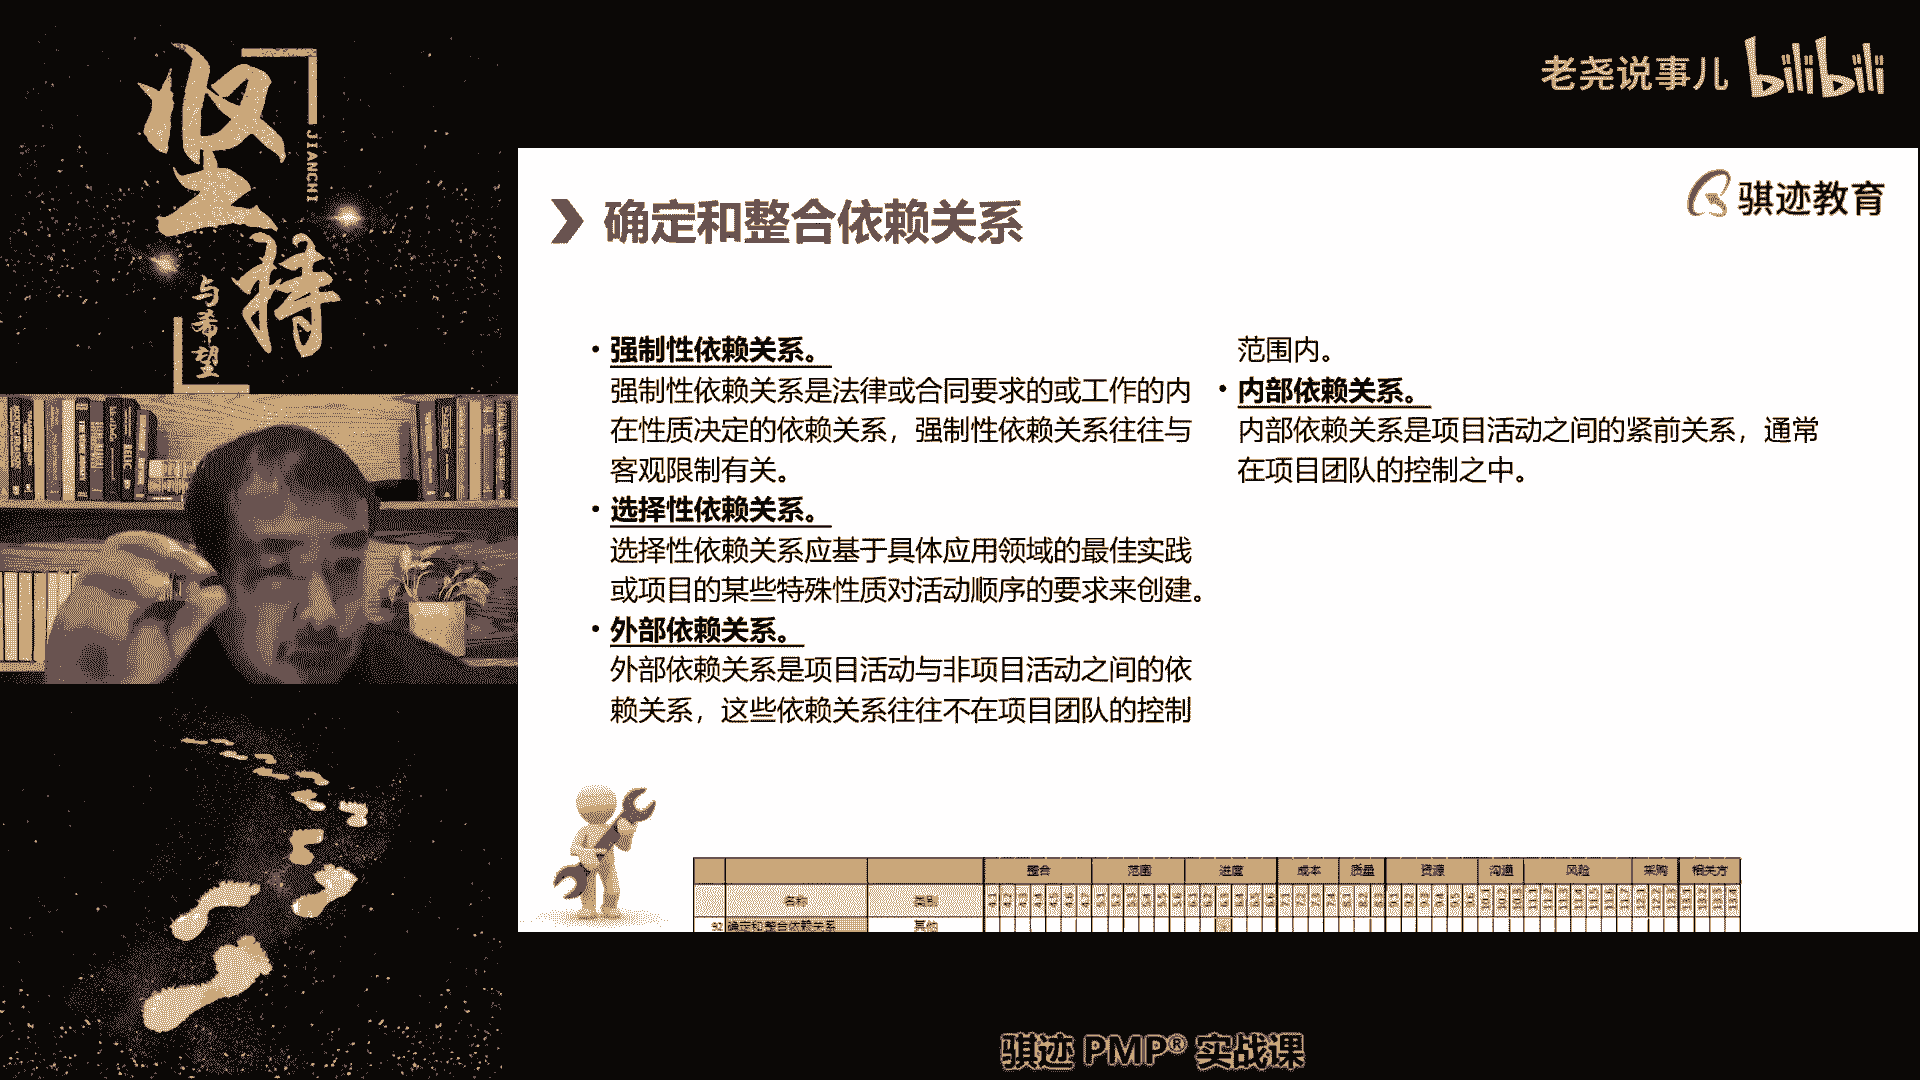 坚持
JIANCHI
与希望
老尧说事儿 bilibili
骐迹教育
确定和整合依赖关系
• 强制性依赖关系。
强制性依赖关系是法律或合同要求的或工作的内
在性质决定的依赖关系，强制性依赖关系往往与
客观限制有关。
• 选择性依赖关系。
选择性依赖关系应基于具体应用领域的最佳实践
或项目的某些特殊性质对活动顺序的要求来创建。
• 外部依赖关系。
外部依赖关系是项目活动与非项目活动之间的依
赖关系，这些依赖关系往往不在项目团队的控制
范围内。
• 内部依赖关系。
内部依赖关系是项目活动之间的紧前关系，通常
在项目团队的控制之中。
整合 范围 进度 成本 质量 资源 沟通 风险 采购 相关方
名称 类别
92 确定和整合依赖关系 其他
骐迹 PMP® 实战课